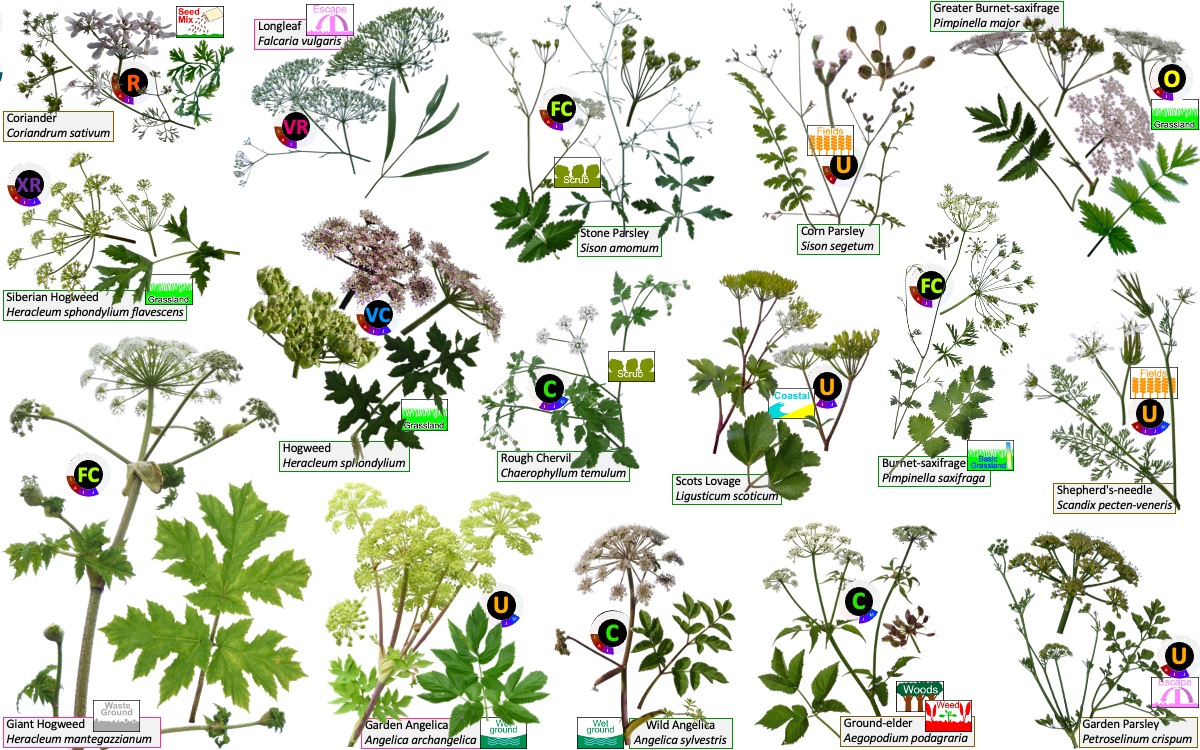 Seed
Mix
R
Coriander
Coriandrum sativum
Longleaf
Escape
Falcaria vulgaris
VR
FC
Scrub
Stone Parsley
Sison amomum
Fields
U
Corn Parsley
Sison segetum
Greater Burnet-saxifrage
Pimpinella major
O
Grassland
XR
Siberian Hogweed
Grassland
Heracleum sphondylium flavescens
VC
Grassland
Hogweed
Heracleum sphondylium
Scrub
C
Rough Chervil
Chaerophyllum temulum
Coastal
U
Scots Lovage
Ligusticum scoticum
FC
Burnet-saxifrage
Basic
Grassland
Pimpinella saxifraga
Fields
U
Shepherd's-needle
Scandix pecten-veneris
FC
Waste
Ground
Giant Hogweed
Heracleum mantegazzianum
U
Garden Angelica
Angelica archangelica
Wet
ground
C
Wet
ground
Wild Angelica
Angelica sylvestris
C
Woods
Weed
Ground-elder
Aegopodium podagraria
U
Escape
Garden Parsley
Petroselinum crispum